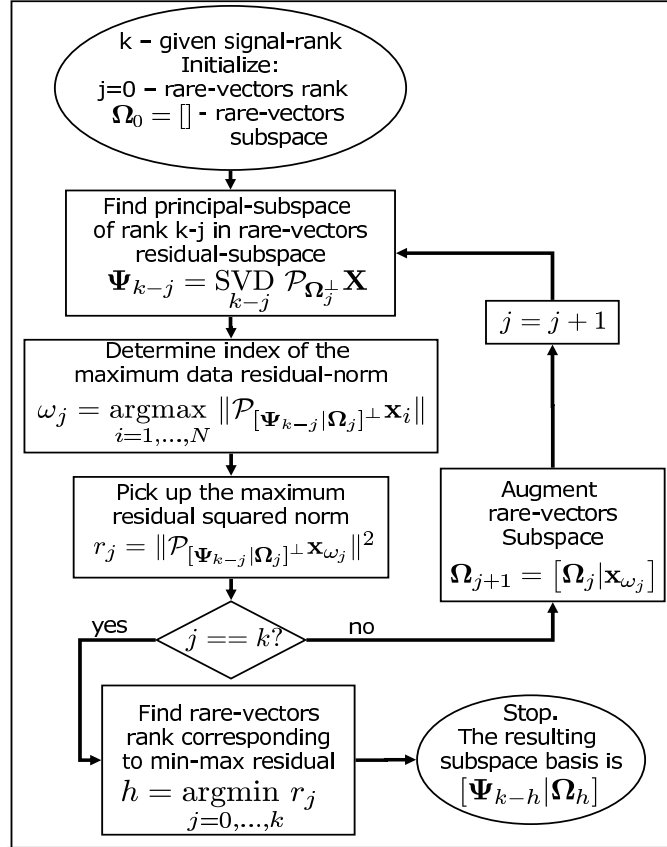 k – given signal-rank
Initialize:
j=0 – rare-vectors rank
Ω₀ = [] - rare-vectors
subspace
Find principal-subspace
of rank k-j in rare-vectors
residual-subspace
Ψ_{k−j} = SVD_{k−j} 𝒫_{Ω_j^⊥} X
Determine index of the
maximum data residual-norm
ω_j = argmax_{i=1,...,N} ‖𝒫_{[Ψ_{k−j}|Ω_j]^⊥} x_i‖
Pick up the maximum
residual squared norm
r_j = ‖𝒫_{[Ψ_{k−j}|Ω_j]^⊥} x_{ω_j}‖²
j == k?
yes
no
Augment
rare-vectors
Subspace
Ω_{j+1} = [Ω_j|x_{ω_j}]
j = j + 1
Find rare-vectors
rank corresponding
to min-max residual
h = argmin_{j=0,...,k} r_j
Stop.
The resulting
subspace basis is
[Ψ_{k−h}|Ω_h]